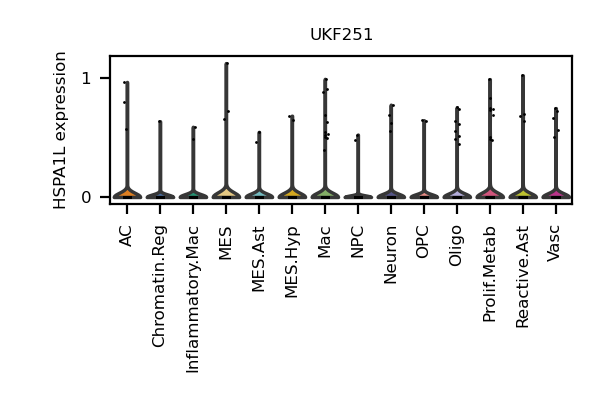 UKF251
HSPA1L expression
1
0
AC
Chromatin.Reg
Inflammatory.Mac
MES
MES.Ast
MES.Hyp
Mac
NPC
Neuron
OPC
Oligo
Prolif.Metab
Reactive.Ast
Vasc